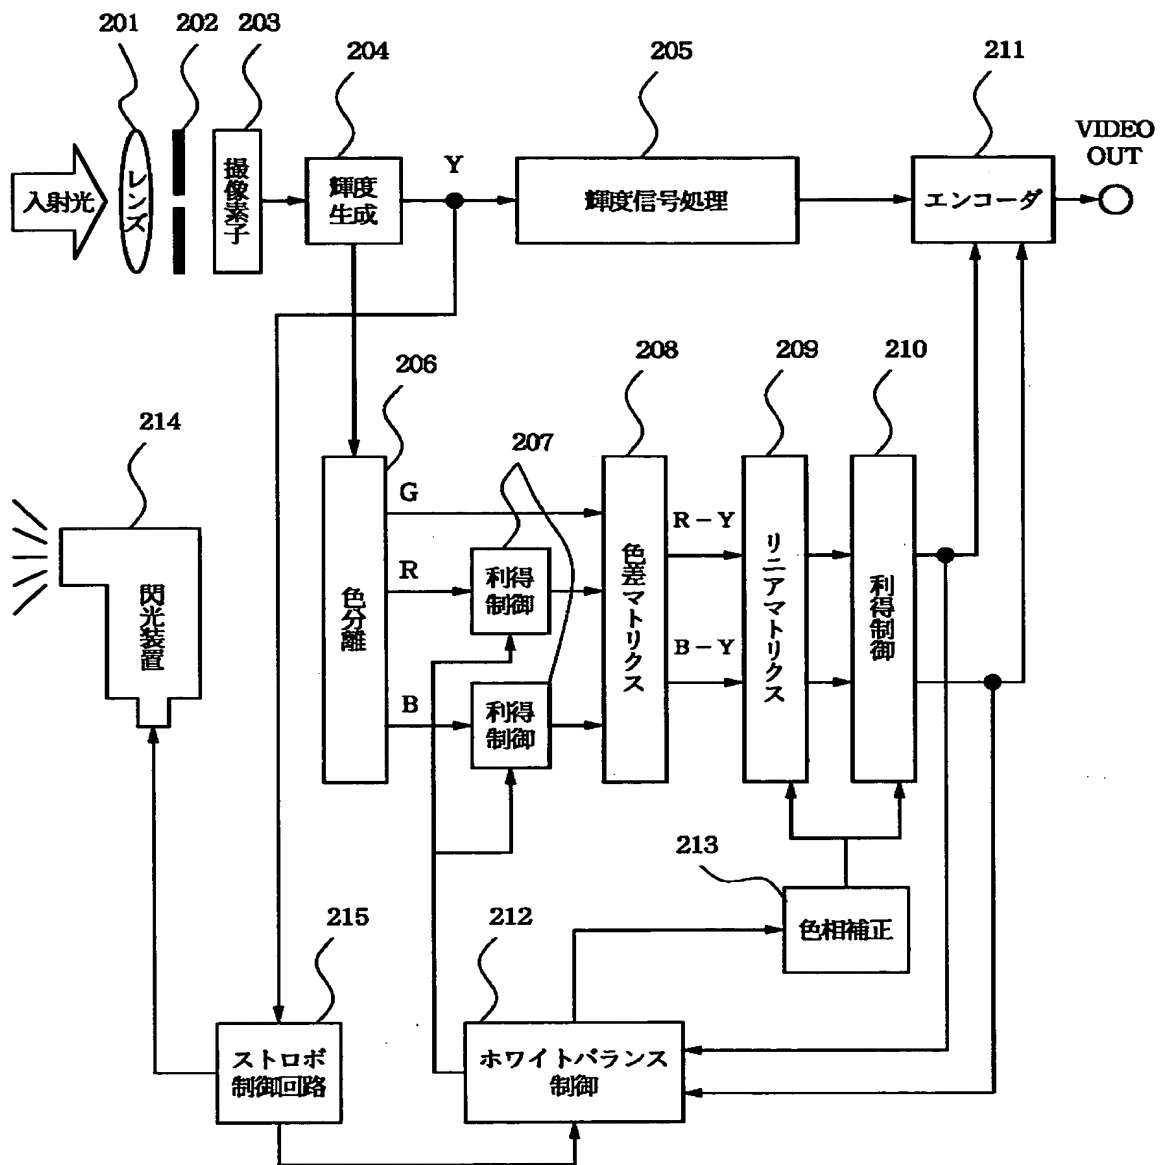 201
202
203
204
205
211
VIDEO
OUT
入射光
レンズ
撮像素子
輝度
生成
Y
輝度信号処理
エンコーダ
206
208
209
210
214
207
G
R
B
R－Y
B－Y
閃光装置
色分離
利得
制御
利得
制御
色差マトリクス
リニアマトリクス
利得制御
213
色相補正
215
212
ストロボ
制御回路
ホワイトバランス
制御